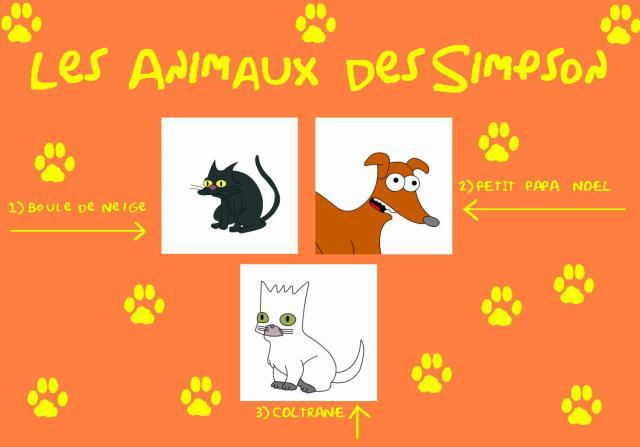 Les Animaux Des Simpson
1) Boule de Neige
2) Petit Papa Noel
3) Coltrane